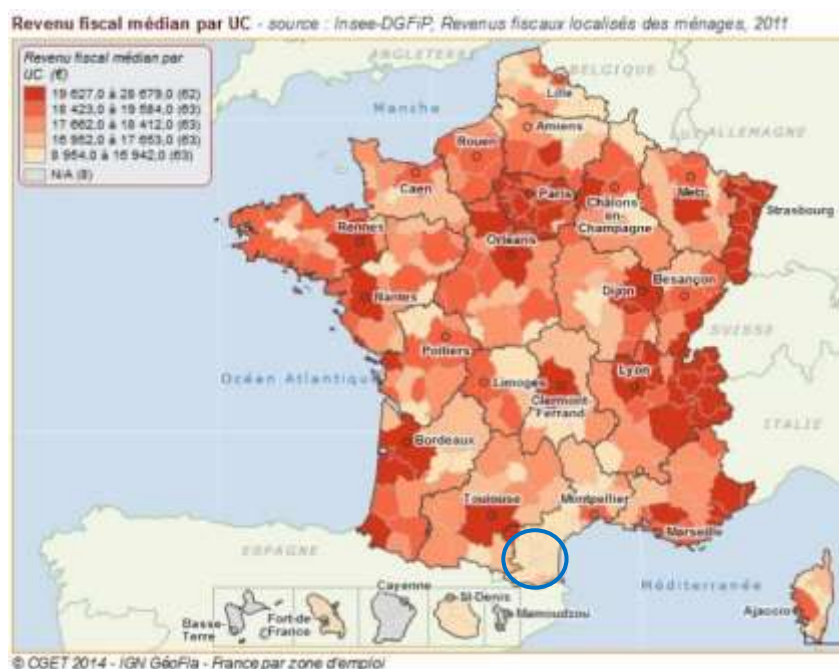 Revenu fiscal médian par UC - source : Insee-DGFiP, Revenus fiscaux localisés des ménages, 2011
Revenu fiscal médian par
UC (€)
19 627,0 à 28 679,0 (62)
18 423,0 à 19 584,0 (63)
17 662,0 à 18 412,0 (63)
16 952,0 à 17 653,0 (63)
8 954,0 à 16 942,0 (63)
N/A (8)
ANGLETERRE
BELGIQUE
Lille
Manche
Amiens
ALLEMAGNE
Rouen
Caen
Paris
Metz
Châlons
en-
Champagne
Strasbourg
Rennes
Orléans
Nantes
Dijon
Besançon
SUISSE
Poitiers
Océan Atlantique
Limoges
Lyon
Clermont-
Ferrand
ITALIE
Bordeaux
Toulouse
Montpellier
Marseille
ESPAGNE
Méditerranée
Cayenne
St-Denis
Basse-
Terre
Fort-de-
France
Mamoudzou
Ajaccio
© CGET 2014 - IGN GéoFla - France par zone d'emploi